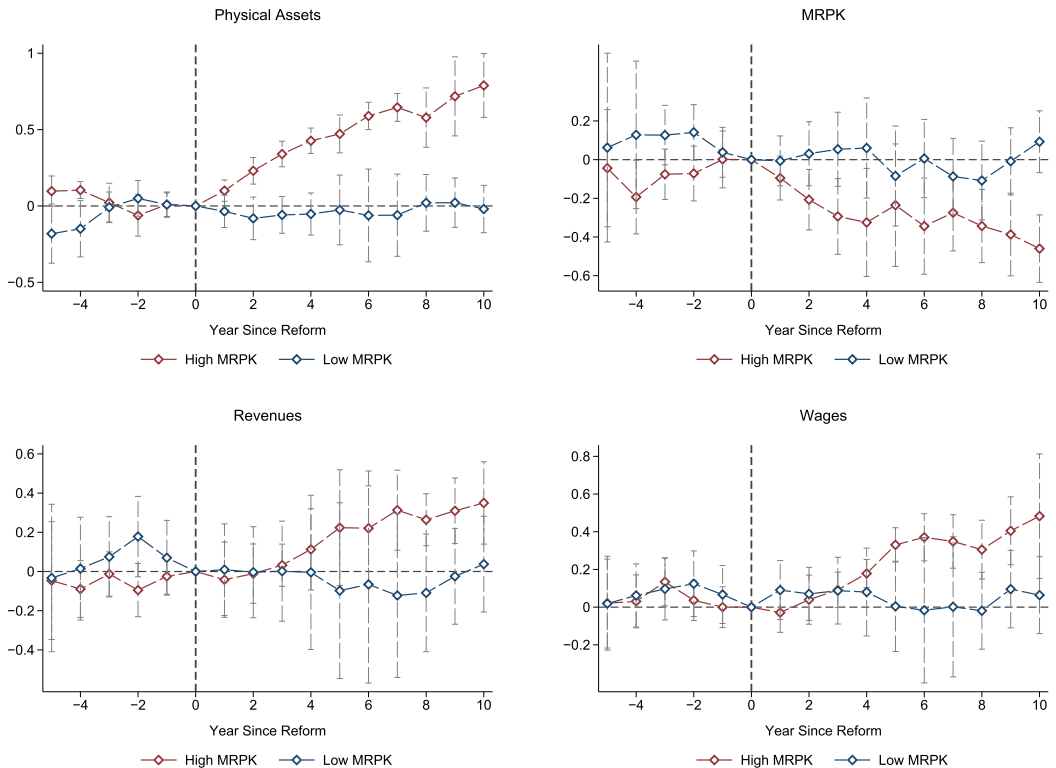 Physical Assets
1
0.5
0
−0.5
−4 −2 0 2 4 6 8 10
Year Since Reform
High MRPK Low MRPK
MRPK
0.2
0
−0.2
−0.4
−0.6
−4 −2 0 2 4 6 8 10
Year Since Reform
High MRPK Low MRPK
Revenues
0.6
0.4
0.2
0
−0.2
−0.4
−4 −2 0 2 4 6 8 10
Year Since Reform
High MRPK Low MRPK
Wages
0.8
0.6
0.4
0.2
0
−0.2
−4 −2 0 2 4 6 8 10
Year Since Reform
High MRPK Low MRPK